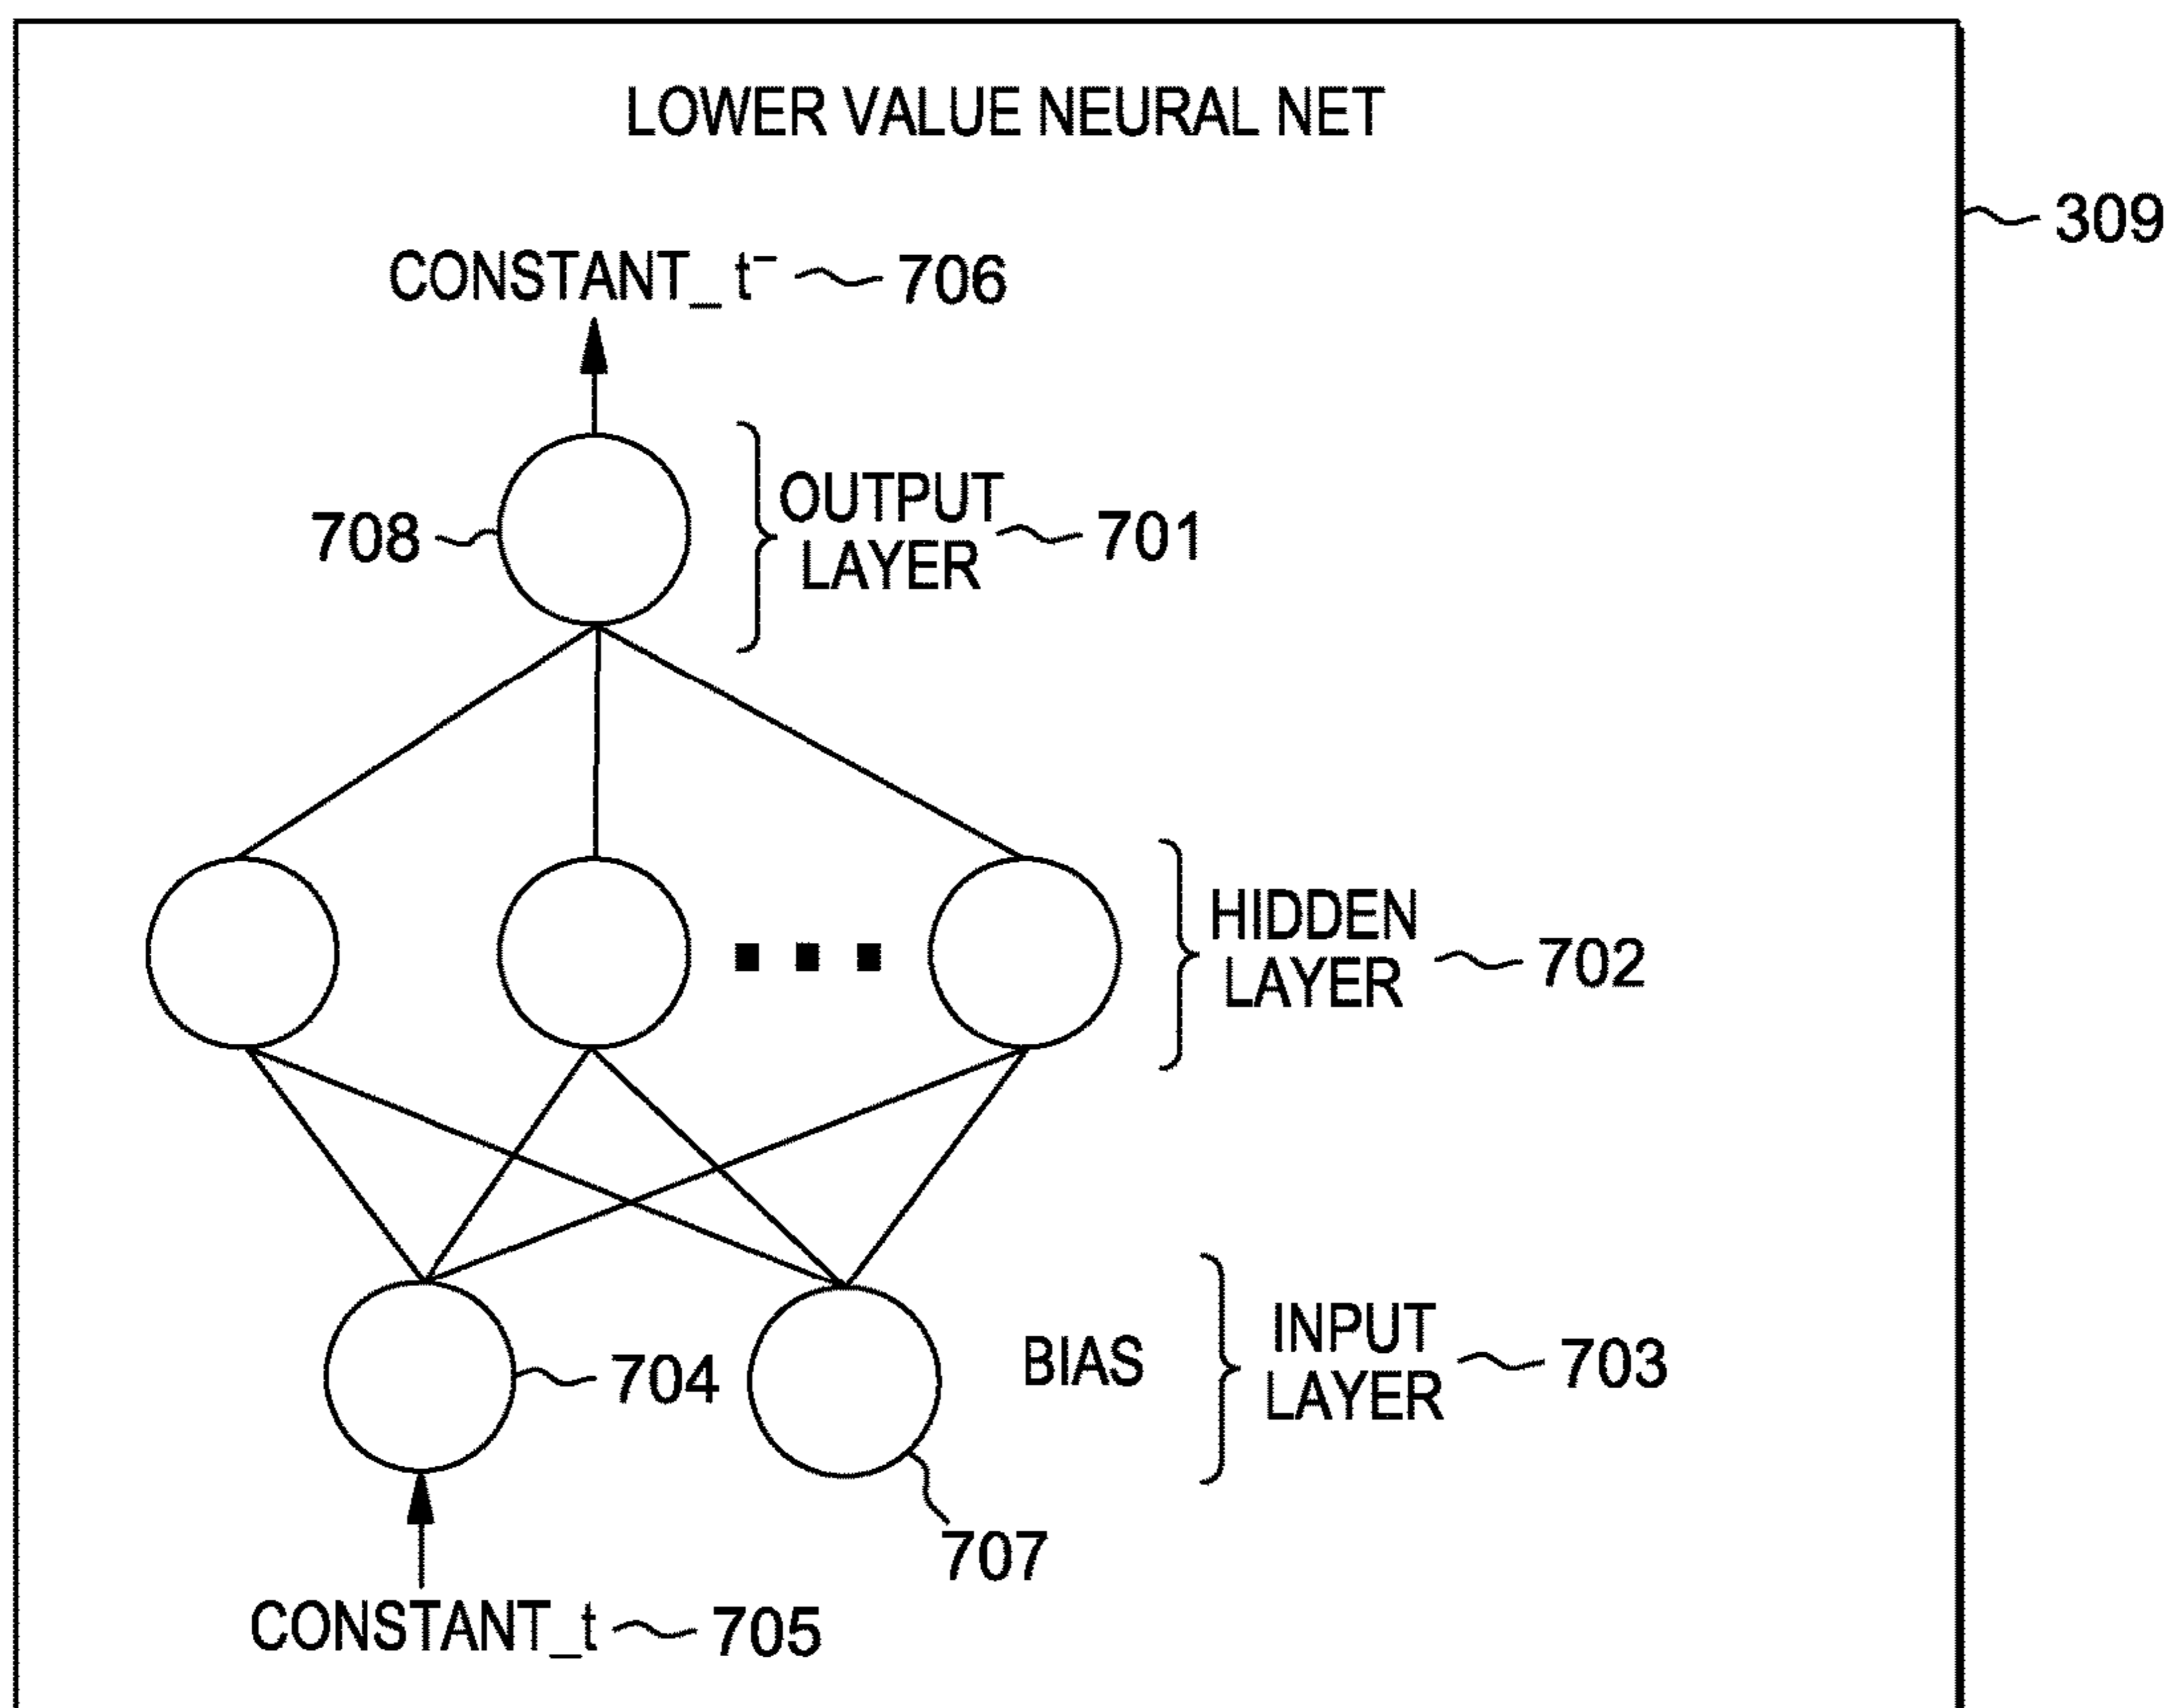 LOWER VALUE NEURAL NET
309
CONSTANT_t⁻ 706
708
OUTPUT
LAYER
701
HIDDEN
LAYER
702
704
BIAS
INPUT
LAYER
703
707
CONSTANT_t 705